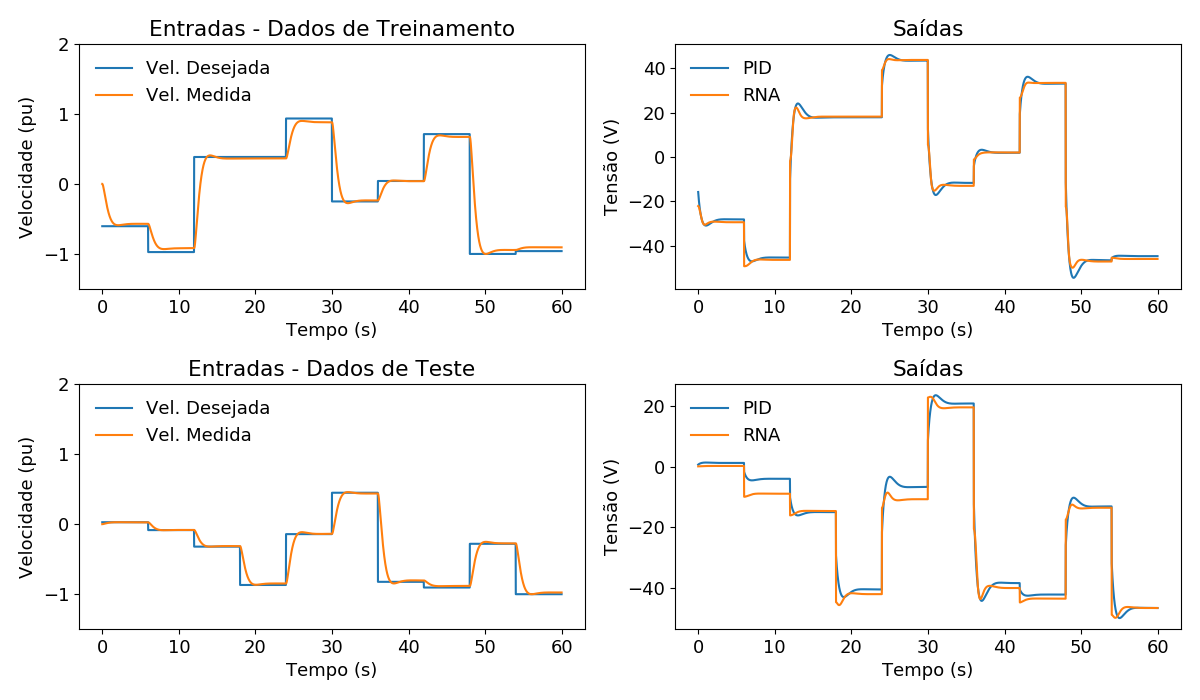 Entradas - Dados de Treinamento
2
1
0
−1
Velocidade (pu)
Vel. Desejada
Vel. Medida
0 10 20 30 40 50 60
Tempo (s)
Saídas
40
20
0
−20
−40
Tensão (V)
PID
RNA
0 10 20 30 40 50 60
Tempo (s)
Entradas - Dados de Teste
2
1
0
−1
Velocidade (pu)
Vel. Desejada
Vel. Medida
0 10 20 30 40 50 60
Tempo (s)
Saídas
20
0
−20
−40
Tensão (V)
PID
RNA
0 10 20 30 40 50 60
Tempo (s)